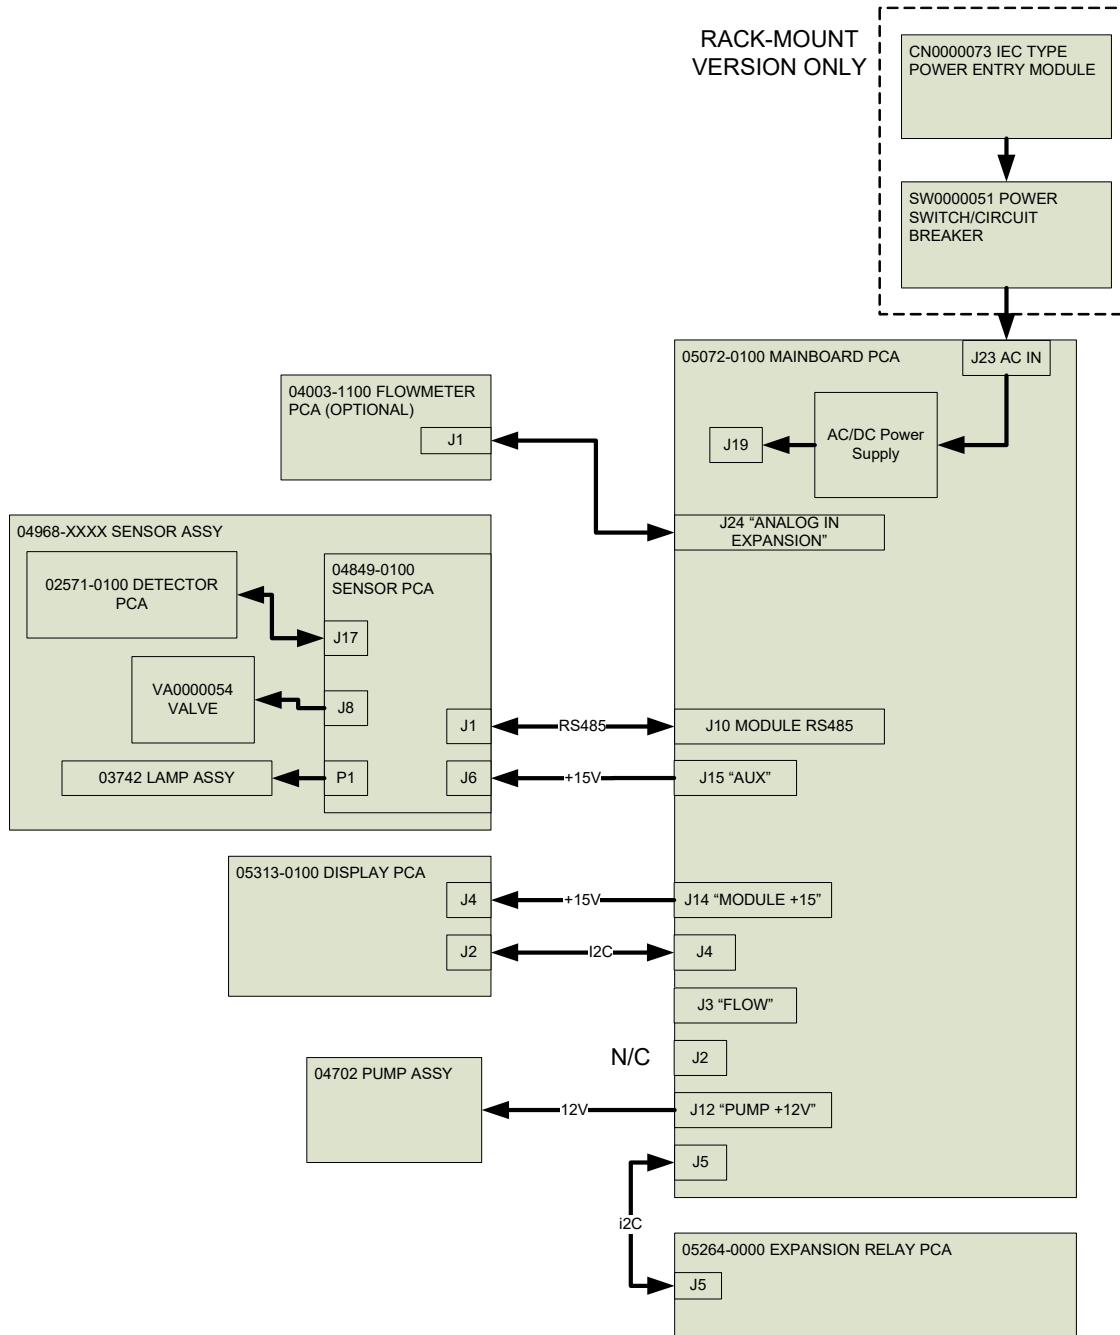 RACK-MOUNT
VERSION ONLY
CN0000073 IEC TYPE
POWER ENTRY MODULE
SW0000051 POWER
SWITCH/CIRCUIT
BREAKER
05072-0100 MAINBOARD PCA
J23 AC IN
AC/DC Power
Supply
J19
04003-1100 FLOWMETER
PCA (OPTIONAL)
J1
J24 “ANALOG IN
EXPANSION”
04968-XXXX SENSOR ASSY
02571-0100 DETECTOR
PCA
04849-0100
SENSOR PCA
J17
VA0000054
VALVE
J8
J1
RS485
J10 MODULE RS485
03742 LAMP ASSY
P1
J6
+15V
J15 “AUX”
05313-0100 DISPLAY PCA
J4
+15V
J14 “MODULE +15”
J2
I2C
J4
J3 “FLOW”
N/C
J2
04702 PUMP ASSY
12V
J12 “PUMP +12V”
J5
i2C
05264-0000 EXPANSION RELAY PCA
J5